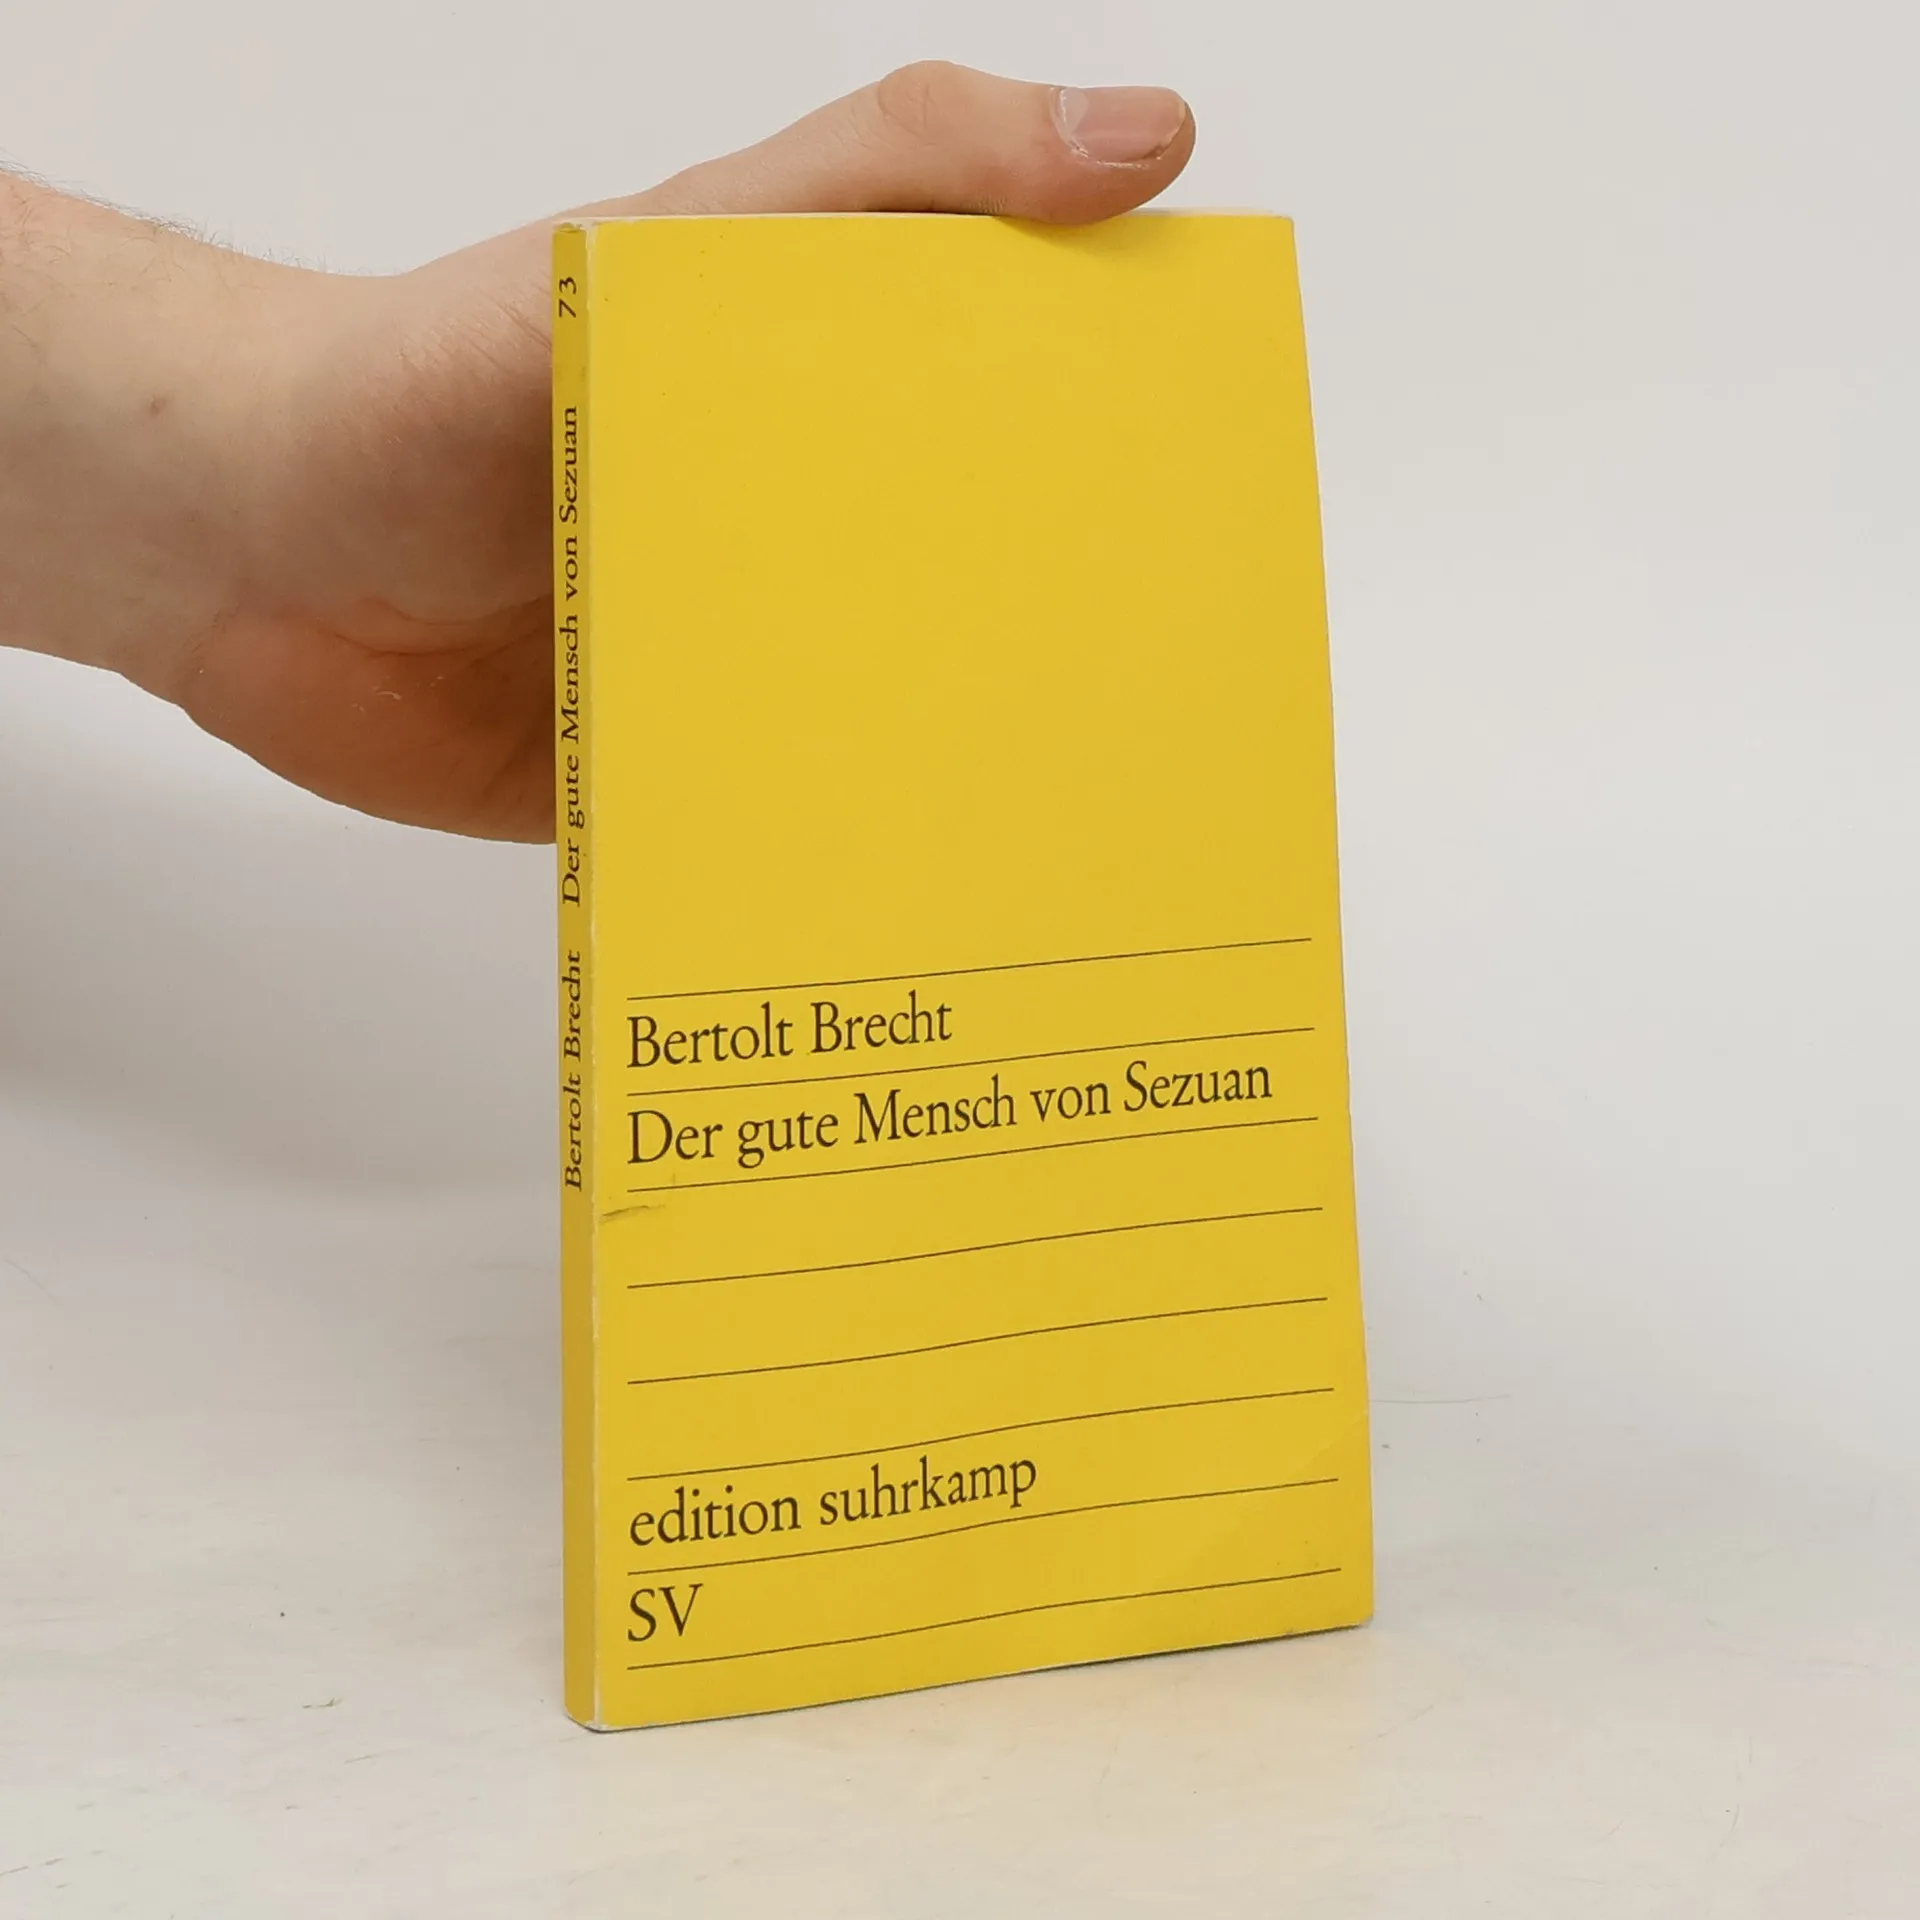 Bertolt Brecht Der gute Mensch von Sezuan 73
Bertolt Brecht
Der gute Mensch von Sezuan
edition suhrkamp
SV